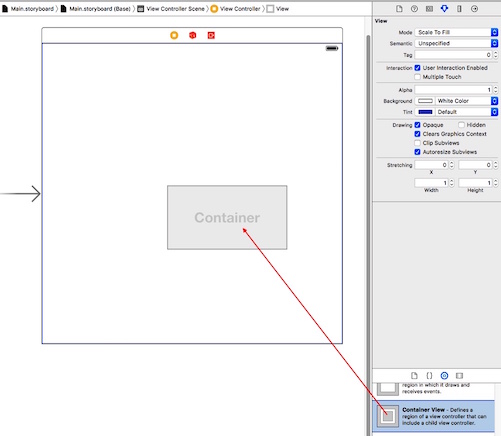 Main.storyboard
Main.storyboard (Base)
View Controller Scene
View Controller
View
Container
View
Mode
Scale To Fill
Semantic
Unspecified
Tag
0
Interaction
User Interaction Enabled
Multiple Touch
Alpha
1
Background
White Color
Tint
Default
Drawing
Opaque
Hidden
Clears Graphics Context
Clip Subviews
Autoresize Subviews
Stretching
0
0
X
Y
1
1
Width
Height
region in which it draws and
receives events.
Container View - Defines a
region of a view controller that can
include a child view controller.